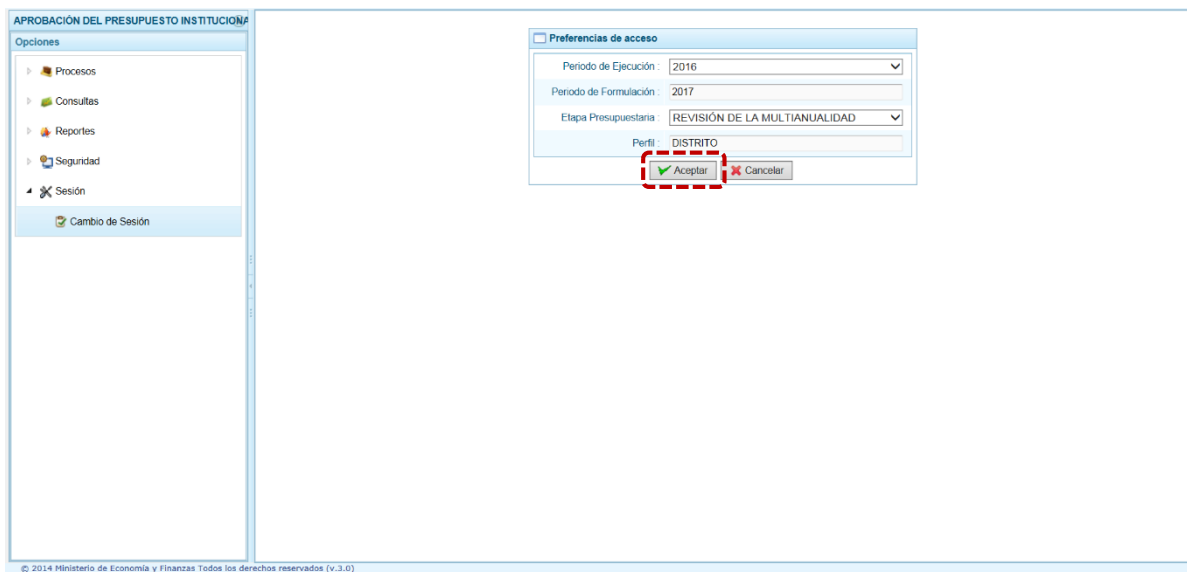 APROBACIÓN DEL PRESUPUESTO INSTITUCIONA
Opciones
Procesos
Consultas
Reportes
Seguridad
Sesión
Cambio de Sesión
Preferencias de acceso
Periodo de Ejecución : 2016
Periodo de Formulación : 2017
Etapa Presupuestaria : REVISIÓN DE LA MULTIANUALIDAD
Perfil : DISTRITO
Aceptar Cancelar
© 2014 Ministerio de Economía y Finanzas Todos los derechos reservados (v.3.0)